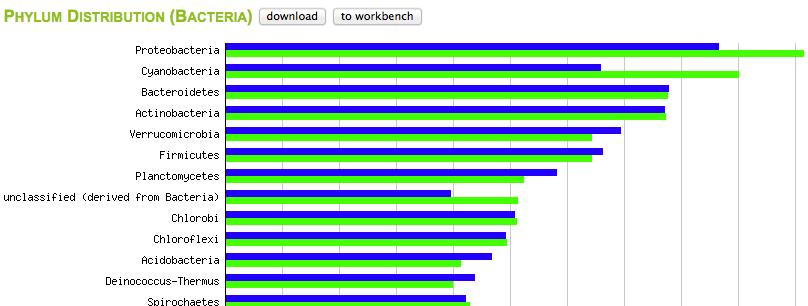 Phylum Distribution (Bacteria) download to workbench
Proteobacteria
Cyanobacteria
Bacteroidetes
Actinobacteria
Verrucomicrobia
Firmicutes
Planctomycetes
unclassified (derived from Bacteria)
Chlorobi
Chloroflexi
Acidobacteria
Deinococcus-Thermus
Spirochaetes